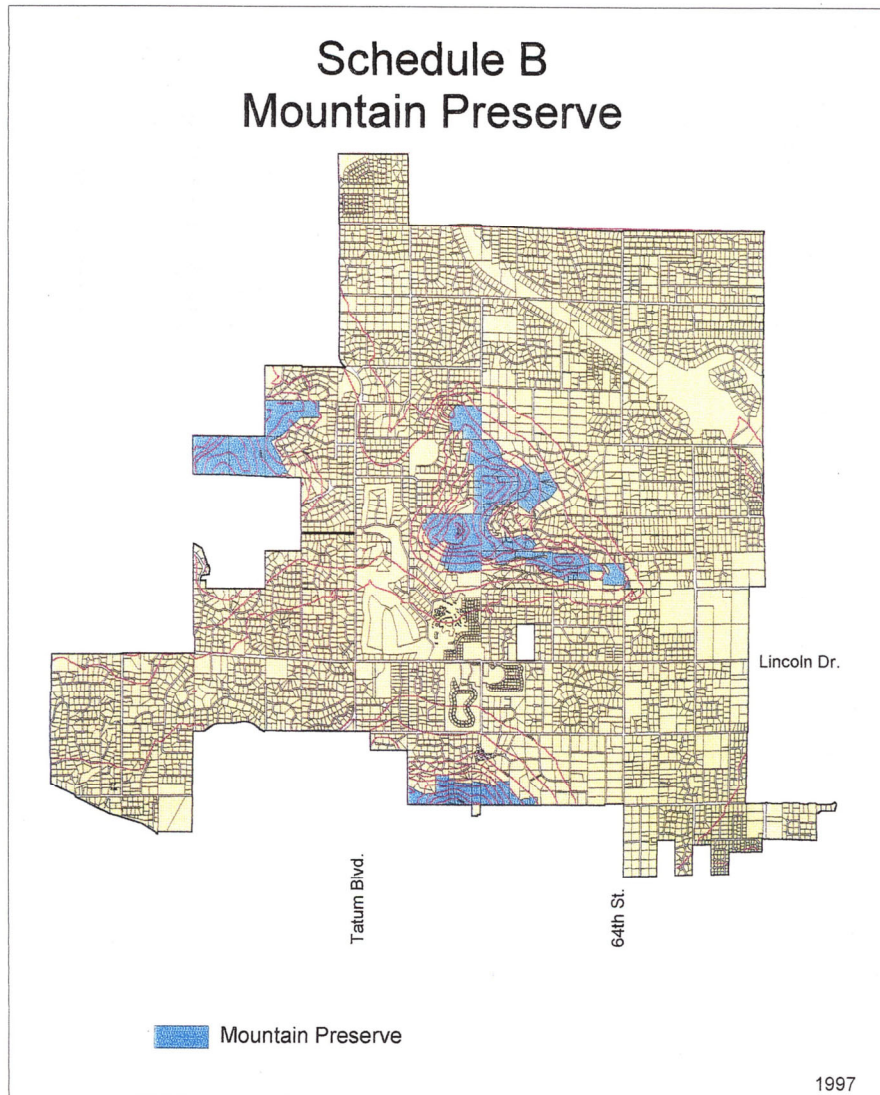 Schedule B
Mountain Preserve
Lincoln Dr.
Tatum Blvd.
64th St.
Mountain Preserve
1997